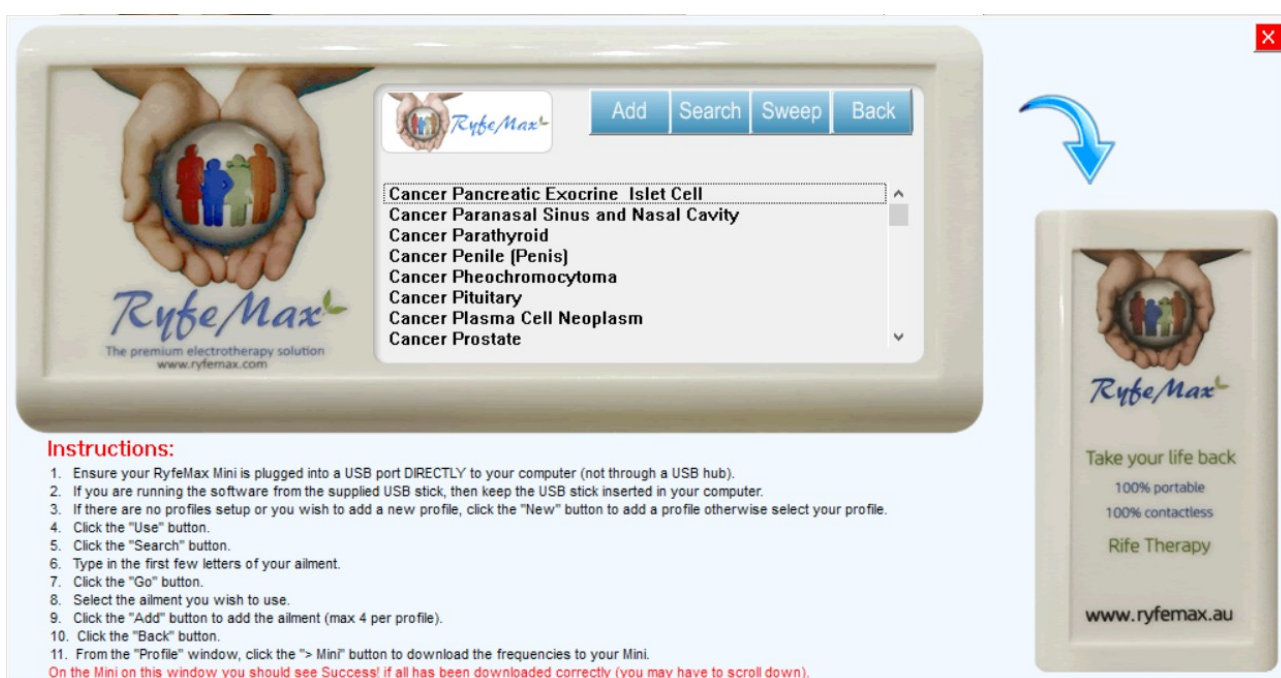 RyfeMax
The premium electrotherapy solution
www.ryfemax.com
RyfeMax
Add
Search
Sweep
Back
Cancer Pancreatic Exocrine  Islet Cell
Cancer Paranasal Sinus and Nasal Cavity
Cancer Parathyroid
Cancer Penile (Penis)
Cancer Pheochromocytoma
Cancer Pituitary
Cancer Plasma Cell Neoplasm
Cancer Prostate
X
RyfeMax
Take your life back
100% portable
100% contactless
Rife Therapy
www.ryfemax.au
Instructions:
1. Ensure your RyfeMax Mini is plugged into a USB port DIRECTLY to your computer (not through a USB hub).
2. If you are running the software from the supplied USB stick, then keep the USB stick inserted in your computer.
3. If there are no profiles setup or you wish to add a new profile, click the "New" button to add a profile otherwise select your profile.
4. Click the "Use" button.
5. Click the "Search" button.
6. Type in the first few letters of your ailment.
7. Click the "Go" button.
8. Select the ailment you wish to use.
9. Click the "Add" button to add the ailment (max 4 per profile).
10. Click the "Back" button.
11. From the "Profile" window, click the "> Mini" button to download the frequencies to your Mini.
On the Mini on this window you should see Success! if all has been downloaded correctly (you may have to scroll down).